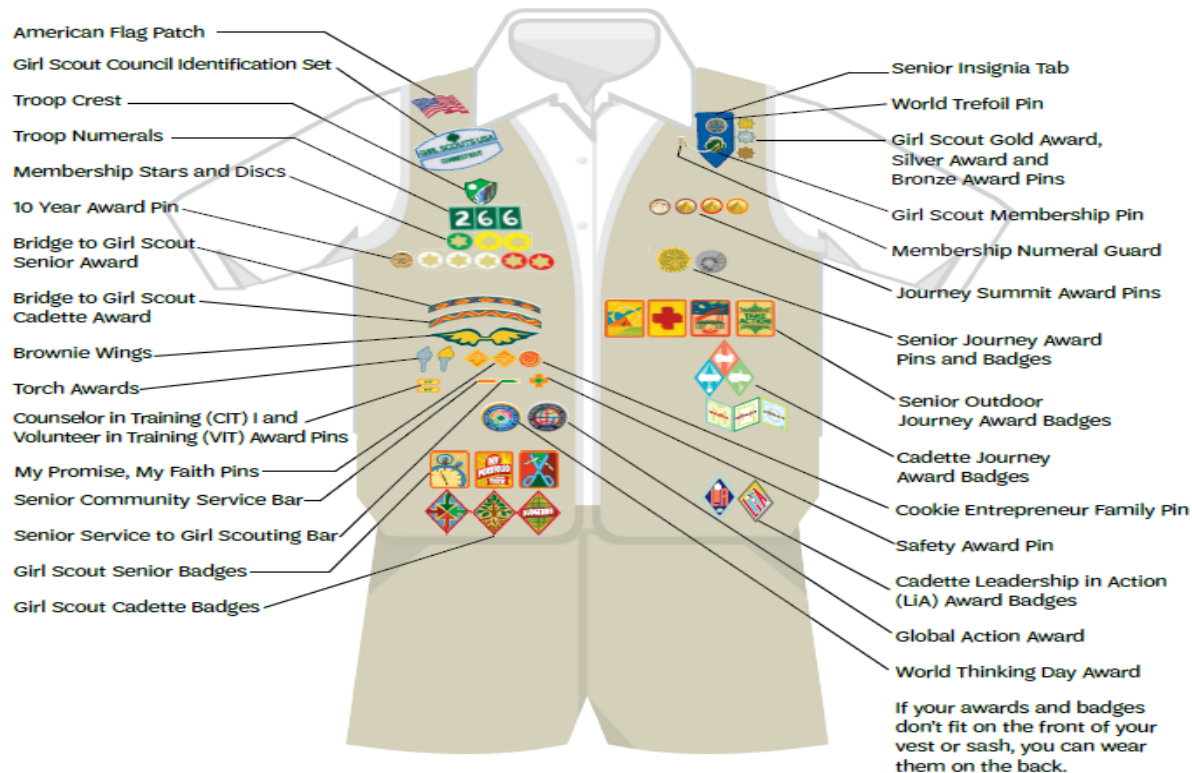 American Flag Patch
Girl Scout Council Identification Set
Troop Crest
Troop Numerals
Membership Stars and Discs
10 Year Award Pin
Bridge to Girl Scout
Senior Award
Bridge to Girl Scout
Cadette Award
Brownie Wings
Torch Awards
Counselor in Training (CIT) I and
Volunteer in Training (VIT) Award Pins
My Promise, My Faith Pins
Senior Community Service Bar
Senior Service to Girl Scouting Bar
Girl Scout Senior Badges
Girl Scout Cadette Badges
GIRL SCOUTS USA
CONNECTICUT
266
TAKE
ACTION
Senior Insignia Tab
World Trefoil Pin
Girl Scout Gold Award,
Silver Award and
Bronze Award Pins
Girl Scout Membership Pin
Membership Numeral Guard
Journey Summit Award Pins
Senior Journey Award
Pins and Badges
Senior Outdoor
Journey Award Badges
Cadette Journey
Award Badges
Cookie Entrepreneur Family Pin
Safety Award Pin
Cadette Leadership in Action
(LiA) Award Badges
Global Action Award
World Thinking Day Award
If your awards and badges
don't fit on the front of your
vest or sash, you can wear
them on the back.